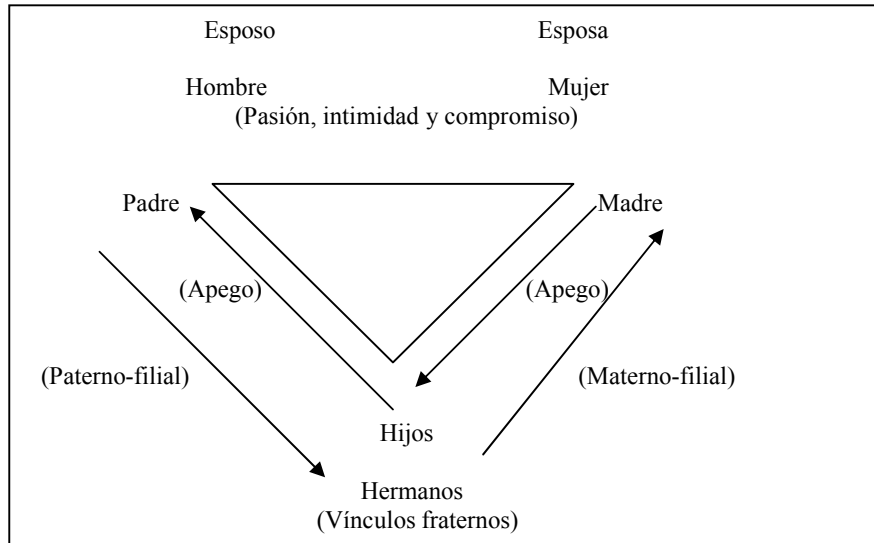 Esposo Esposa
Hombre Mujer
(Pasión, intimidad y compromiso)
Padre Madre
(Apego) (Apego)
(Paterno-filial) (Materno-filial)
Hijos
Hermanos
(Vínculos fraternos)